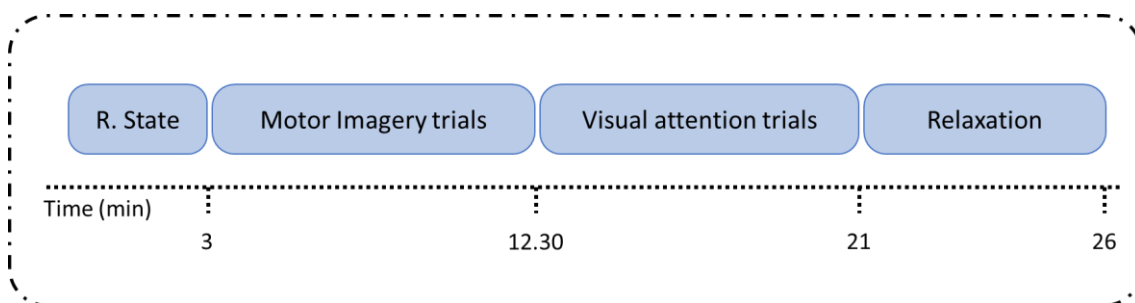 R. State
Motor Imagery trials
Visual attention trials
Relaxation
Time (min)
3
12.30
21
26